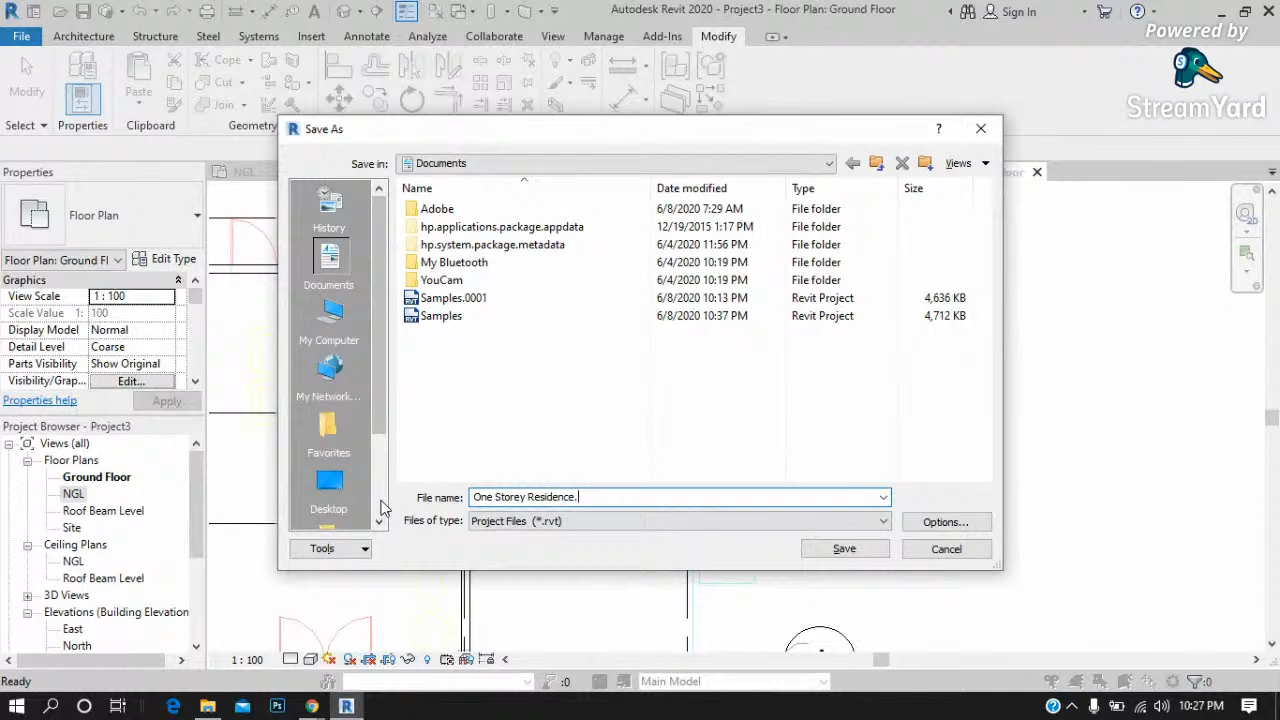 Autodesk Revit 2020 - Project3 - Floor Plan: Ground Floor
Sign In
Powered by
StreamYard
File Architecture Structure Steel Systems Insert Annotate Analyze Collaborate View Manage Add-Ins Modify
Modify
Properties
Paste
Cope
Cut
Join
Select Properties Clipboard Geometry
Save As
Save in: Documents Views
Name Date modified Type Size
Adobe 6/8/2020 7:29 AM File folder
hp.applications.package.appdata 12/19/2015 1:17 PM File folder
hp.system.package.metadata 6/4/2020 11:56 PM File folder
My Bluetooth 6/4/2020 10:19 PM File folder
YouCam 6/4/2020 10:19 PM File folder
Samples.0001 6/8/2020 10:13 PM Revit Project 4,636 KB
Samples 6/8/2020 10:37 PM Revit Project 4,712 KB
History
Documents
My Computer
My Network...
Favorites
Desktop
File name: One Storey Residence.
Files of type: Project Files (*.rvt) Options...
Tools Save Cancel
NGL
Properties
Floor Plan
Floor Plan: Ground Fl Edit Type
Graphics
View Scale 1 : 100
Scale Value 1: 100
Display Model Normal
Detail Level Coarse
Parts Visibility Show Original
Visibility/Grap... Edit...
Properties help Apply
Project Browser - Project3
Views (all)
Floor Plans
Ground Floor
NGL
Roof Beam Level
Site
Ceiling Plans
NGL
Roof Beam Level
3D Views
Elevations (Building Elevation
East
North
1 : 100
Ready
:0
Main Model
:0
10:27 PM